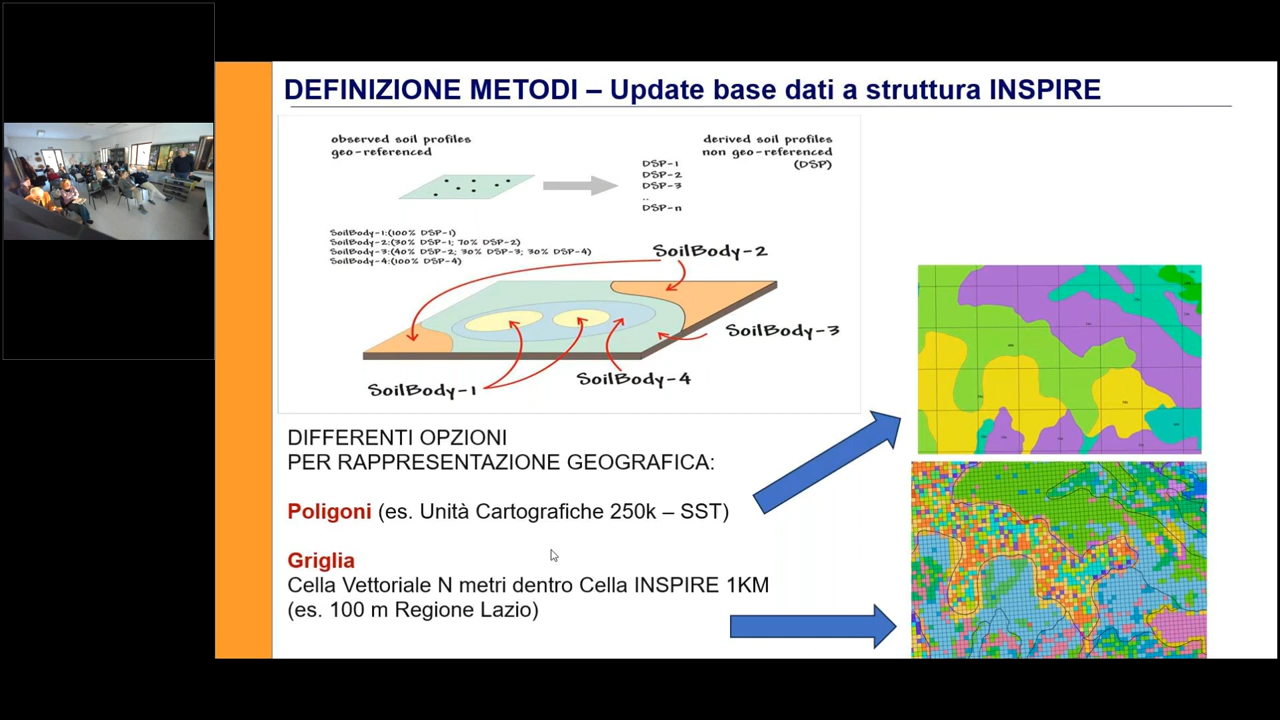 DEFINIZIONE METODI – Update base dati a struttura INSPIRE
observed soil profiles
geo-referenced
derived soil profiles
non geo-referenced
(DSP)
DSP-1
DSP-2
DSP-3
..
DSP-n
SoilBody-1:(100% DSP-1)
SoilBody-2:(30% DSP-1; 70% DSP-2)
SoilBody-3:(40% DSP-2; 30% DSP-3; 30% DSP-4)
SoilBody-4:(100% DSP-4)
SoilBody-2
SoilBody-3
SoilBody-4
SoilBody-1
DIFFERENTI OPZIONI
PER RAPPRESENTAZIONE GEOGRAFICA:
Poligoni (es. Unità Cartografiche 250k – SST)
Griglia
Cella Vettoriale N metri dentro Cella INSPIRE 1KM
(es. 100 m Regione Lazio)